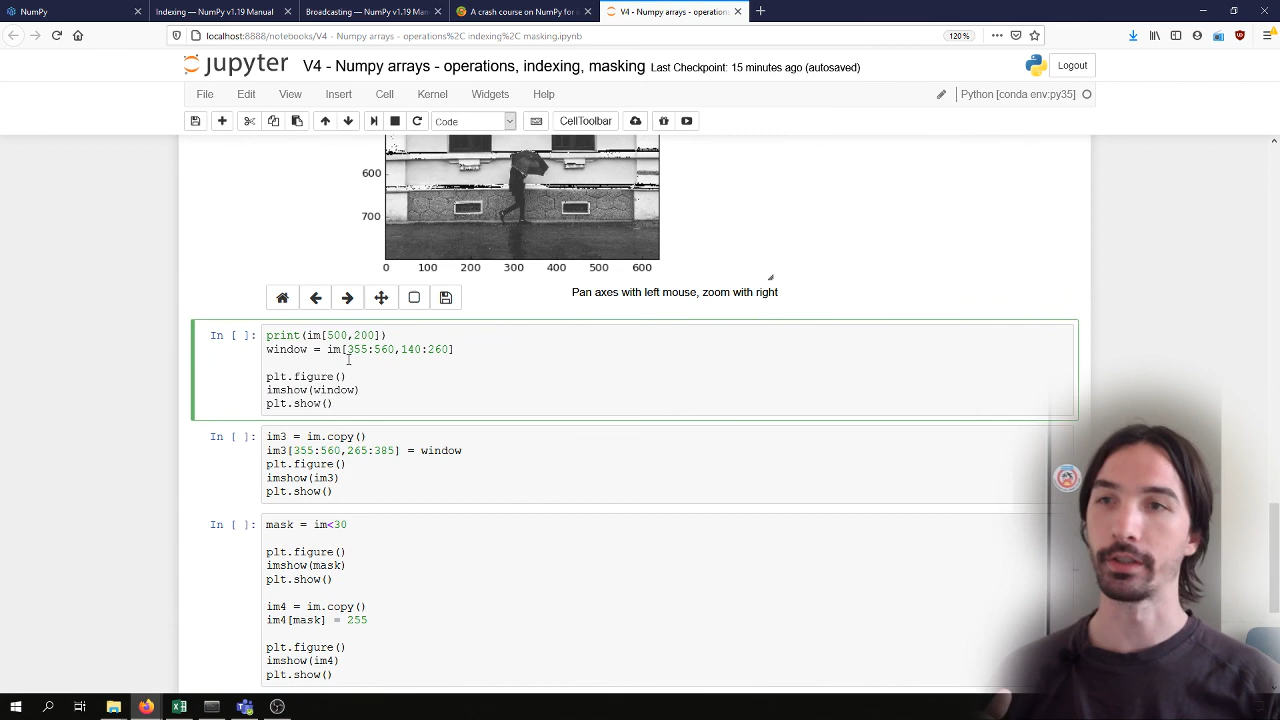 NumPy
Indexing — NumPy v1.19 Manual
Broadcasting — NumPy v1.19 Man
A crash course on NumPy for
V4 - Numpy arrays - operations
localhost:8888/notebooks/V4 - Numpy arrays - operations%2C indexing%2C masking.ipynb
120%
jupyter V4 - Numpy arrays - operations, indexing, masking Last Checkpoint: 15 minutes ago (autosaved)
Logout
File Edit View Insert Cell Kernel Widgets Help
Python [conda env:py35]
Code
CellToolbar
600
700
0 100 200 300 400 500 600
Pan axes with left mouse, zoom with right
In [ ]: print(im[500,200])
window = im[355:560,140:260]
plt.figure()
imshow(window)
plt.show()
In [ ]: im3 = im.copy()
im3[355:560,265:385] = window
plt.figure()
imshow(im3)
plt.show()
In [ ]: mask = im<30
plt.figure()
imshow(mask)
plt.show()
im4 = im.copy()
im4[mask] = 255
plt.figure()
imshow(im4)
plt.show()